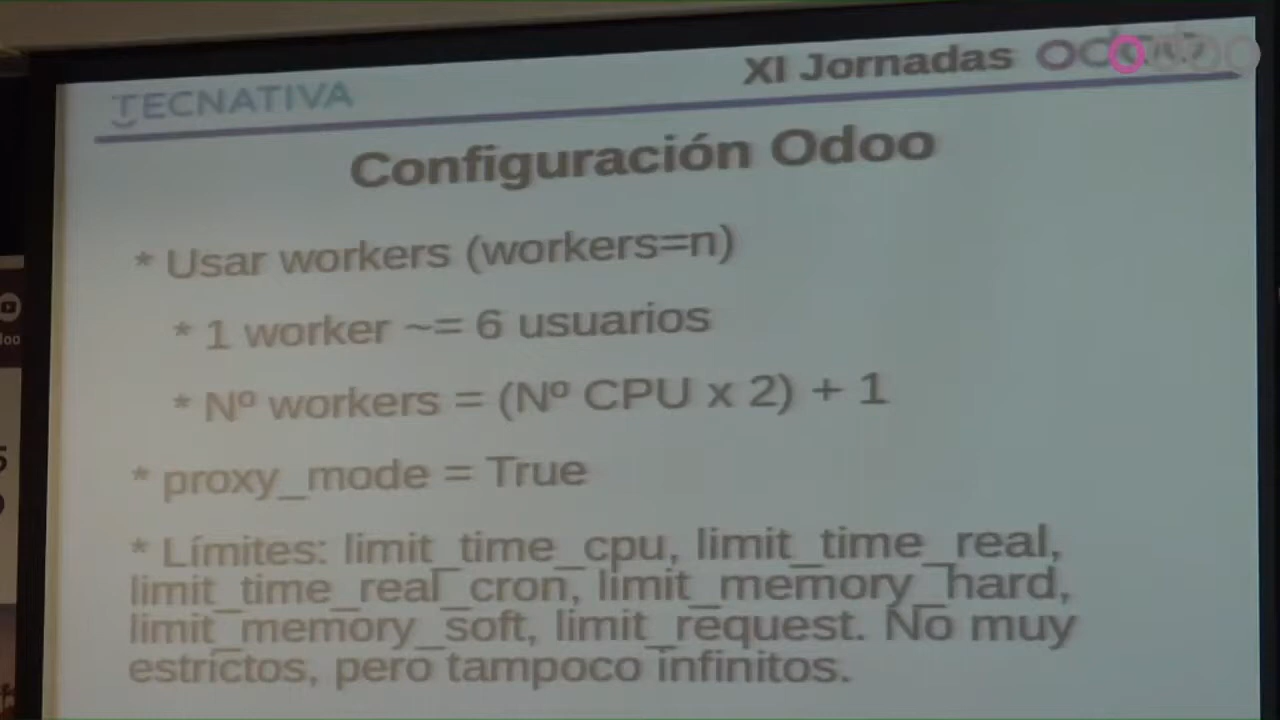 TECNATIVA
XI Jornadas
Configuración Odoo
* Usar workers (workers=n)
* 1 worker ~= 6 usuarios
* Nº workers = (Nº CPU x 2) + 1
* proxy_mode = True
* Límites: limit_time_cpu, limit_time_real,
limit_time_real_cron, limit_memory_hard,
limit_memory_soft, limit_request. No muy
estrictos, pero tampoco infinitos.